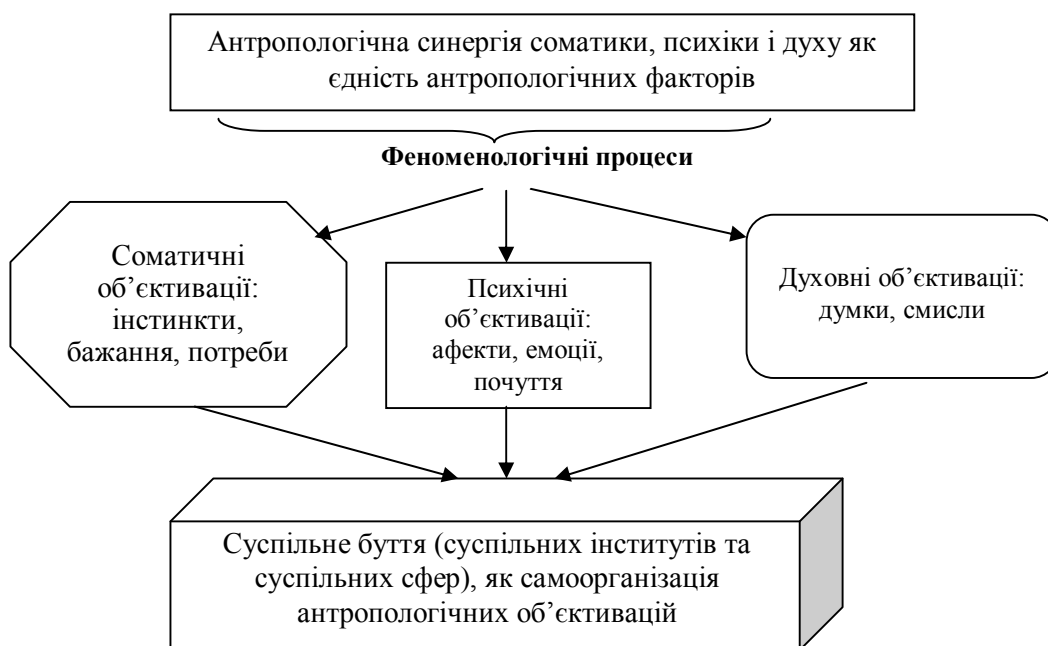 Антропологічна синергія соматики, психіки і духу як
єдність антропологічних факторів
Феноменологічні процеси
Соматичні
об’єктивації:
інстинкти,
бажання, потреби
Психічні
об’єктивації:
афекти, емоції,
почуття
Духовні об’єктивації:
думки, смисли
Суспільне буття (суспільних інститутів та
суспільних сфер), як самоорганізація
антропологічних об’єктивацій